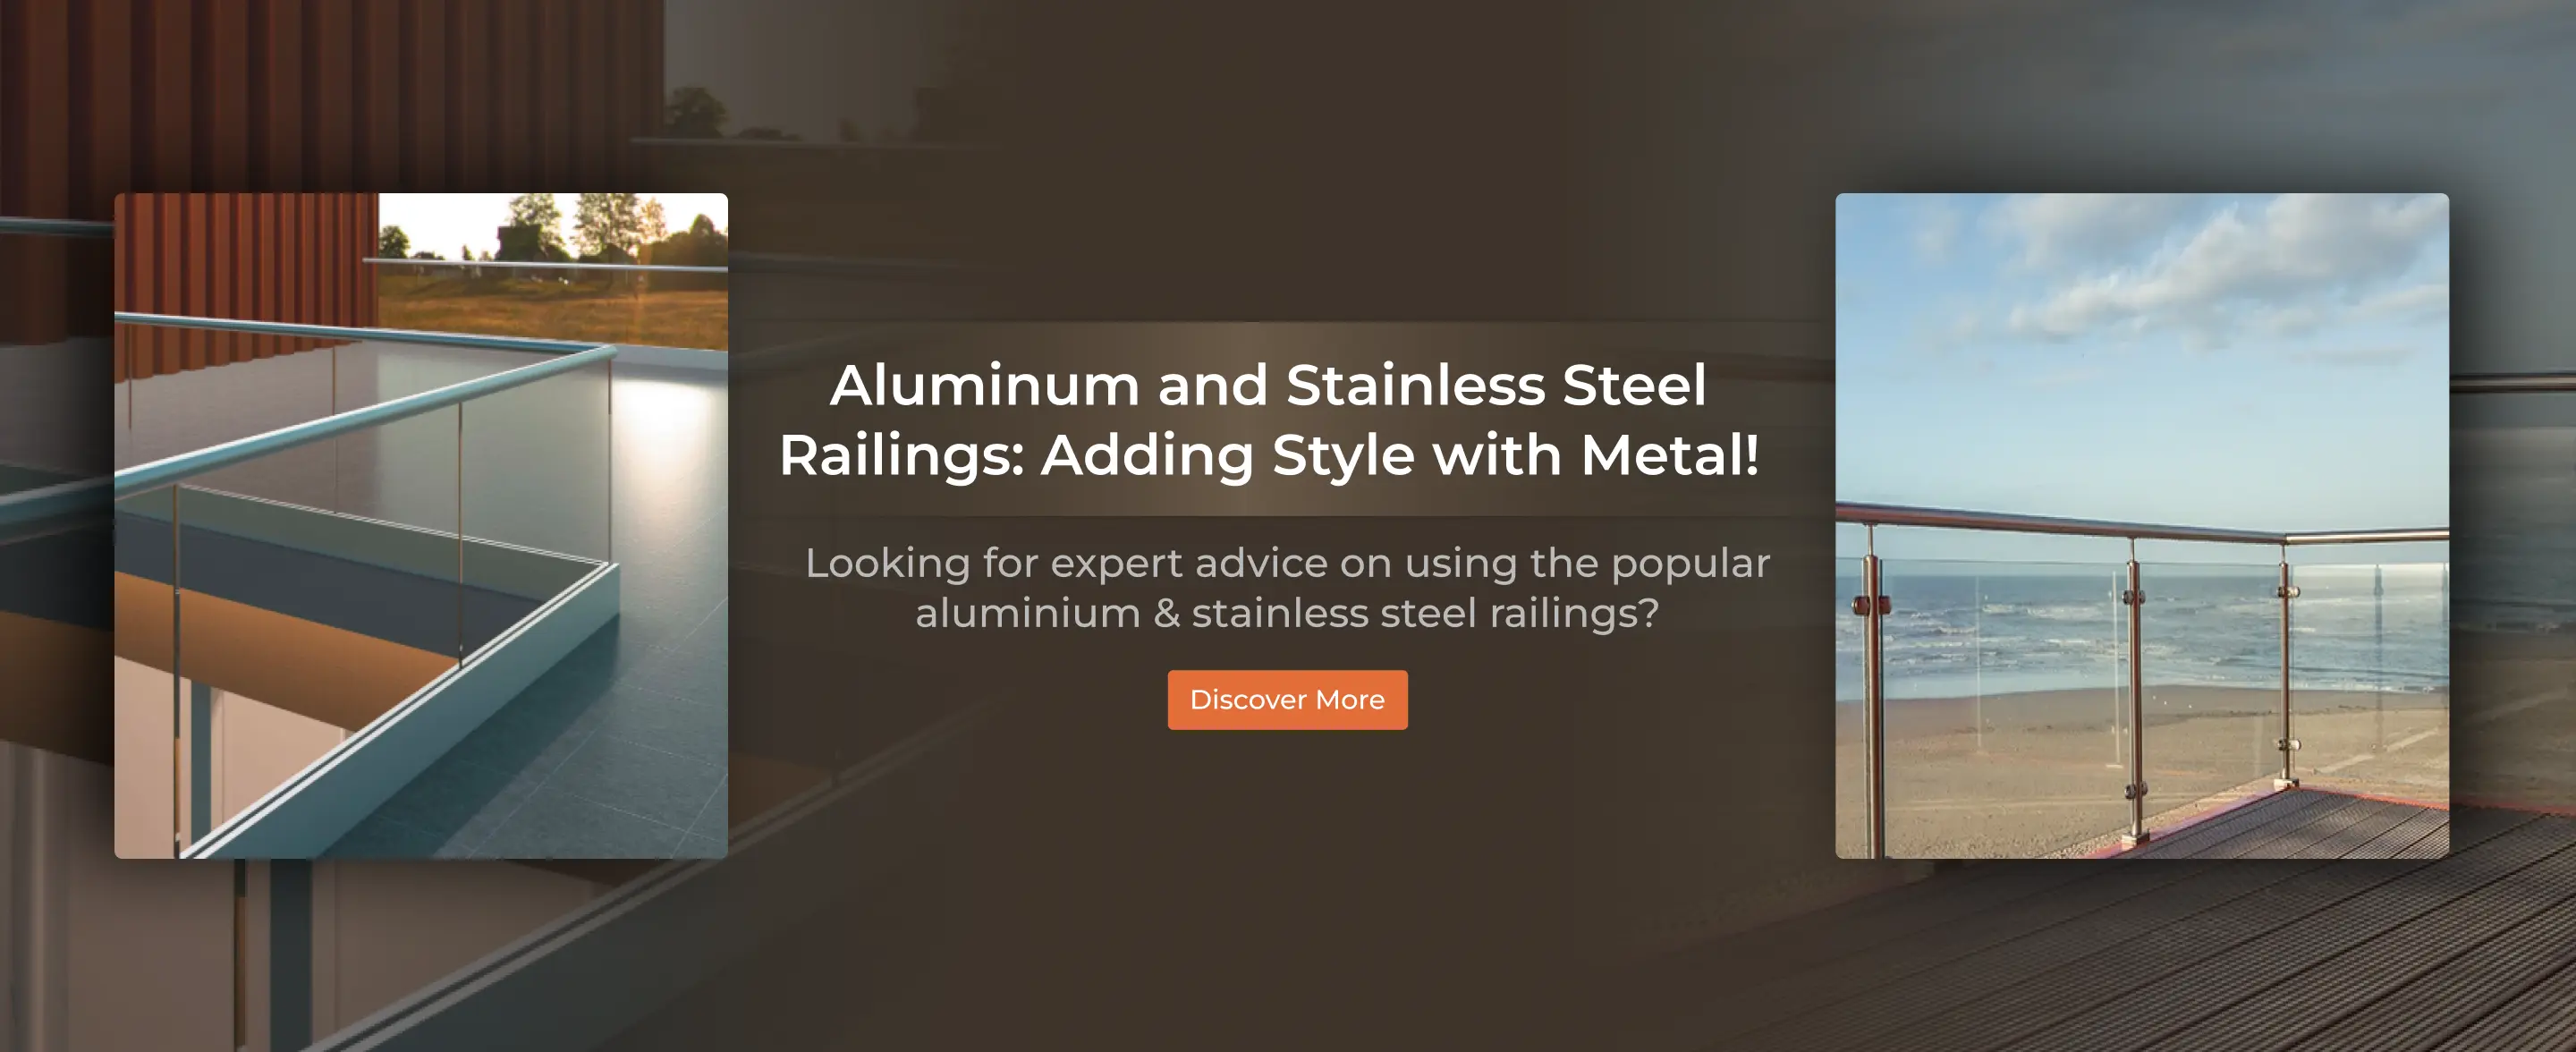 Aluminum and Stainless Steel
Railings: Adding Style with Metal!
Looking for expert advice on using the popular
aluminium & stainless steel railings?
Discover More